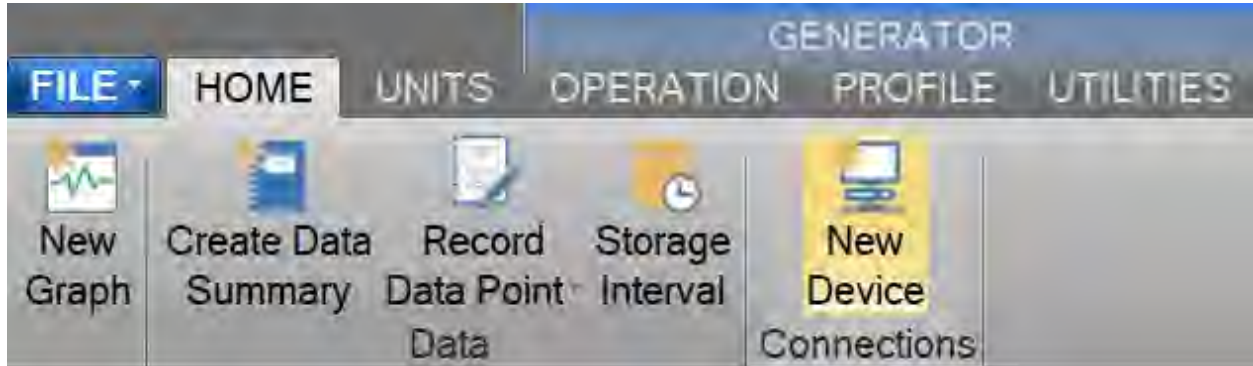 GENERATOR
FILE HOME UNITS OPERATION PROFILE UTILITIES
New Create Data Record Storage New
Graph Summary Data Point Interval Device
Data Connections